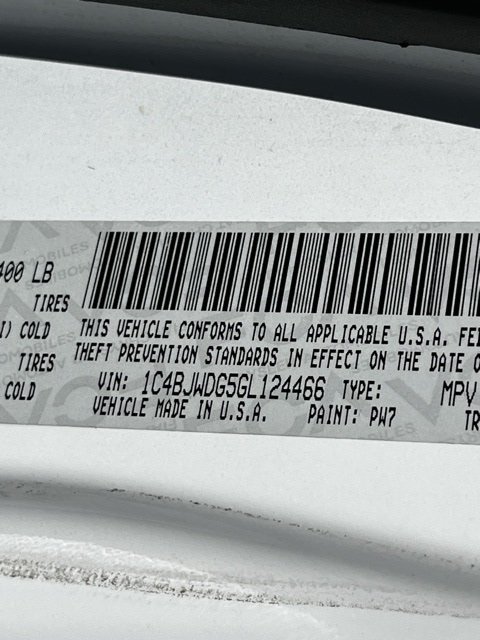 400 LB
TIRES
COLD
THIS VEHICLE CONFORMS TO ALL APPLICABLE U.S.A. FED
TIRES
THEFT PREVENTION STANDARDS IN EFFECT ON THE DATE O
COLD
VIN: 1C4BJWDG5GL124466 TYPE: MPV
VEHICLE MADE IN U.S.A. PAINT: PW7 TR